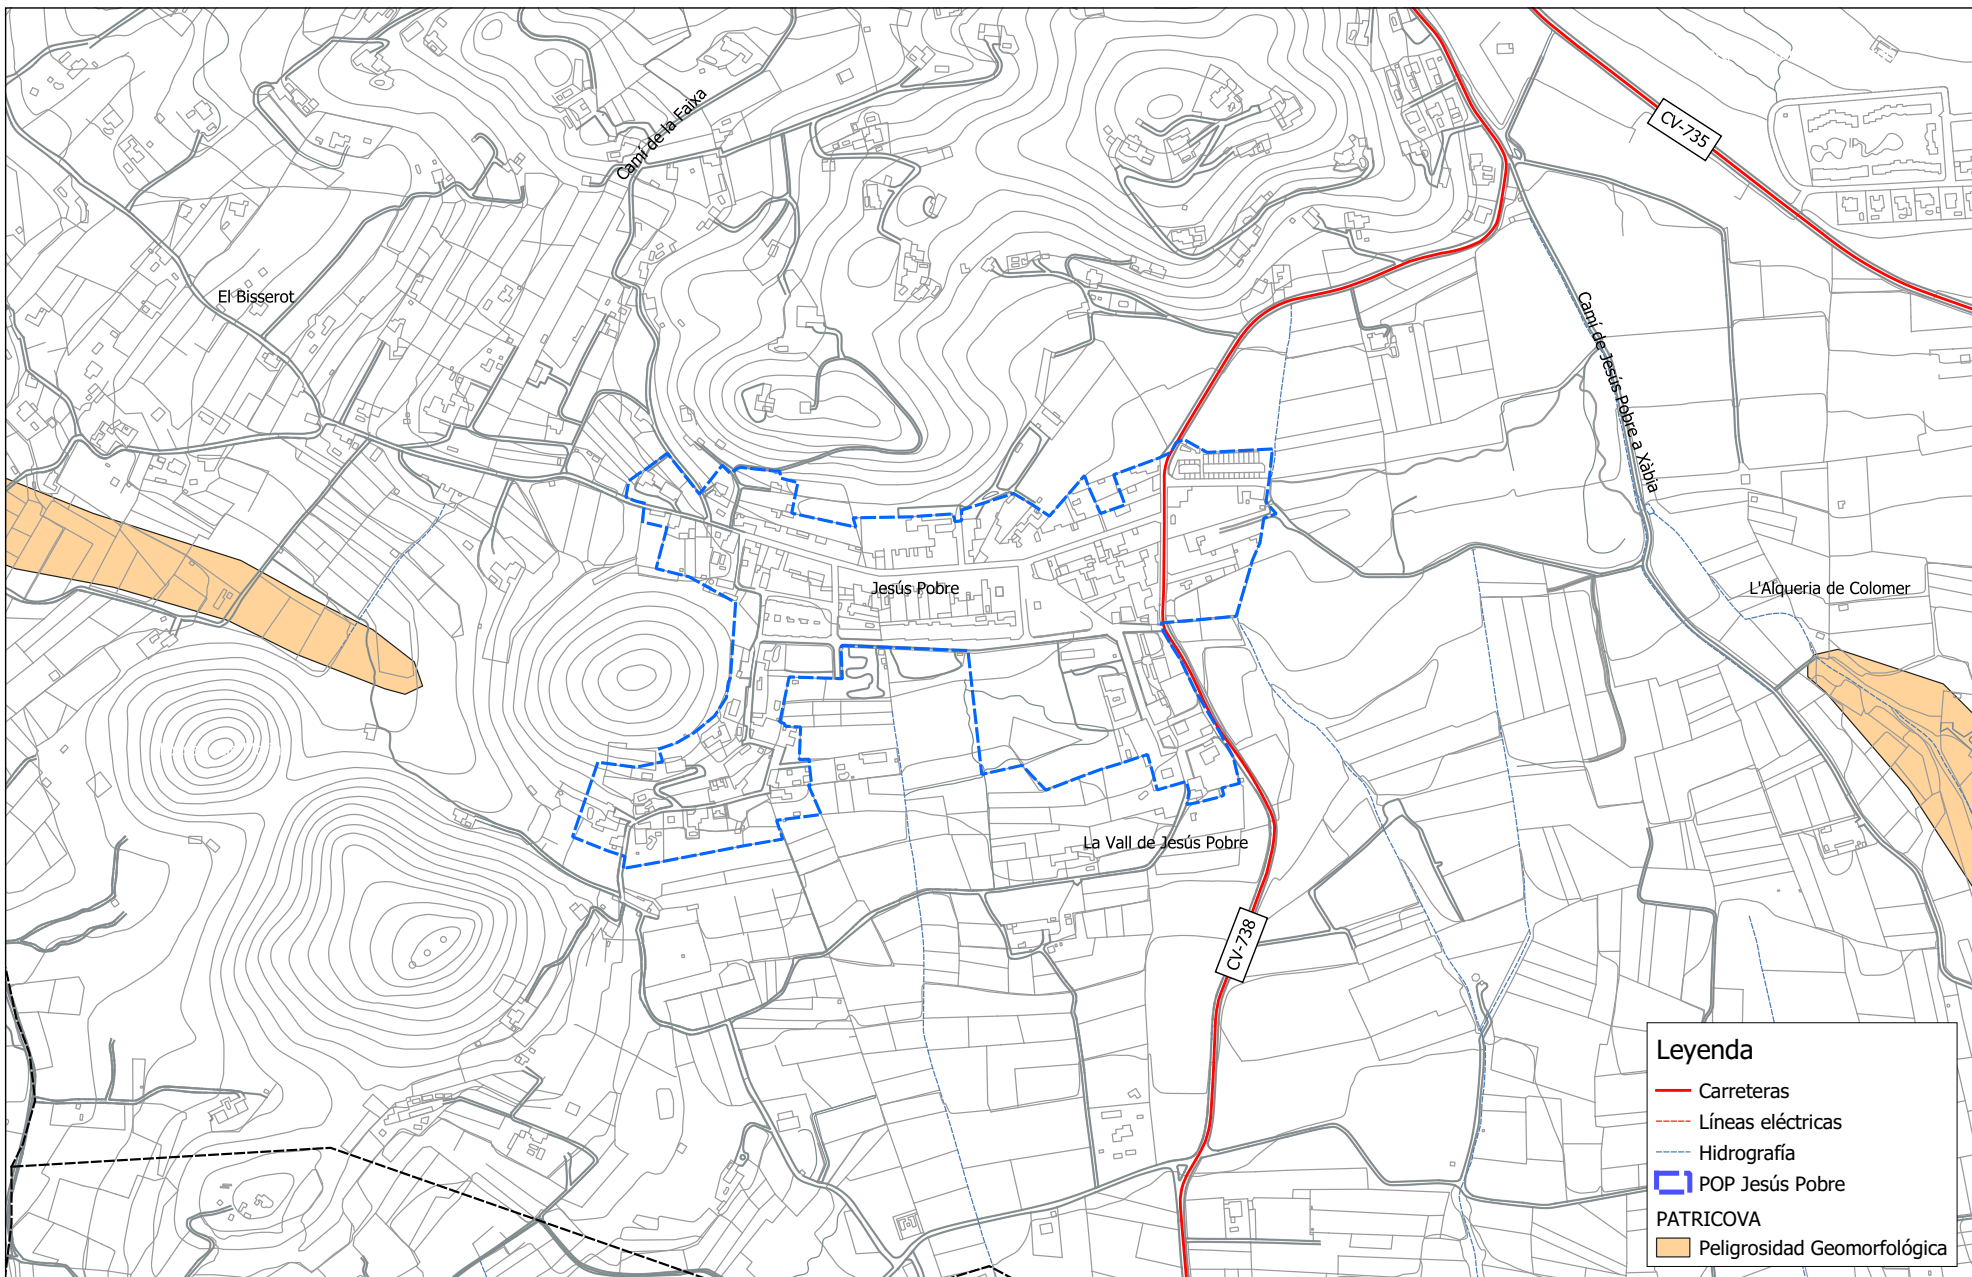 CV-735
Camí de la Faixa
El Bisserot
Camí de Jesús Pobre a Xàbia
Jesús Pobre
L'Alqueria de Colomer
La Vall de Jesús Pobre
CV-738
Leyenda
Carreteras
Líneas eléctricas
Hidrografía
POP Jesús Pobre
PATRICOVA
Peligrosidad Geomorfológica